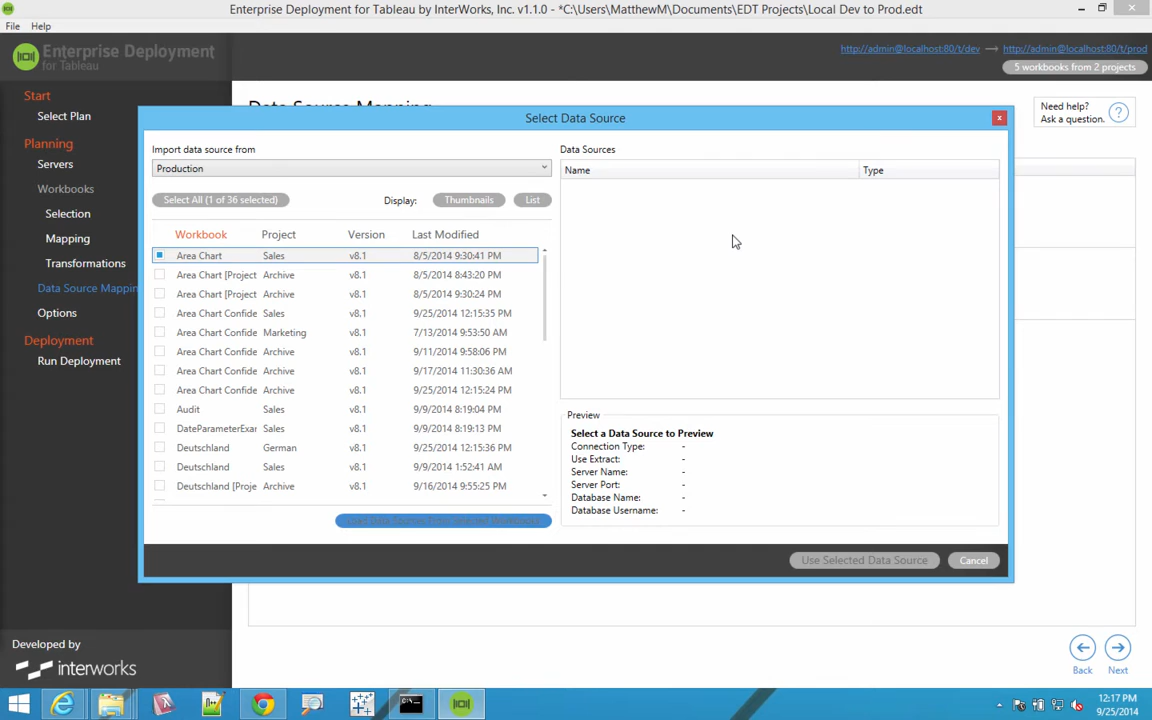 Enterprise Deployment for Tableau by InterWorks, Inc. v1.1.0 - *C:\Users\MatthewM\Documents\EDT Projects\Local Dev to Prod.edt
File Help
Enterprise Deployment
for Tableau
http://admin@localhost:80/t/dev → http://admin@localhost:80/t/prod
5 workbooks from 2 projects
Start
Select Plan
Planning
Servers
Workbooks
Selection
Mapping
Transformations
Data Source Mappin
Options
Deployment
Run Deployment
Developed by
interworks
Need help?
Ask a question. ?
Select Data Source
Import data source from
Production
Select All (1 of 36 selected) Display: Thumbnails List
Workbook Project Version Last Modified
Area Chart Sales v8.1 8/5/2014 9:30:41 PM
Area Chart [Project Archive v8.1 8/5/2014 8:43:20 PM
Area Chart [Project Archive v8.1 8/5/2014 9:30:24 PM
Area Chart Confide Sales v8.1 9/25/2014 12:15:35 PM
Area Chart Confide Marketing v8.1 7/13/2014 9:53:50 AM
Area Chart Confide Archive v8.1 9/11/2014 9:58:06 PM
Area Chart Confide Archive v8.1 9/17/2014 11:30:36 AM
Area Chart Confide Archive v8.1 9/25/2014 12:15:24 PM
Audit Sales v8.1 9/9/2014 8:19:04 PM
DateParameterExar Sales v8.1 9/9/2014 8:19:13 PM
Deutschland German v8.1 9/25/2014 12:15:36 PM
Deutschland Sales v8.1 9/9/2014 1:52:41 AM
Deutschland [Proje Archive v8.1 9/16/2014 9:55:25 PM
Data Sources
Name Type
Preview
Select a Data Source to Preview
Connection Type: -
Use Extract: -
Server Name: -
Server Port: -
Database Name: -
Database Username: -
Use Selected Data Source Cancel
Back Next
12:17 PM
9/25/2014